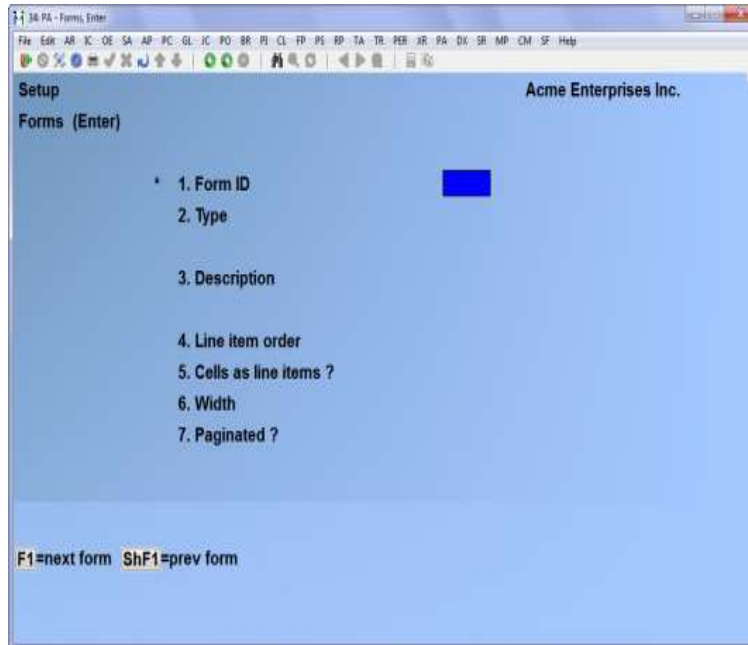 34 PA - Forms, Enter
File Edit AR IC OE SA AP PC GL JC PO BR PJ CL FP PS RP TA TR PER XR PA DX SR MP CM SF Help
Setup
Acme Enterprises Inc.
Forms (Enter)
* 1. Form ID
2. Type
3. Description
4. Line item order
5. Cells as line items ?
6. Width
7. Paginated ?
F1=next form ShF1=prev form